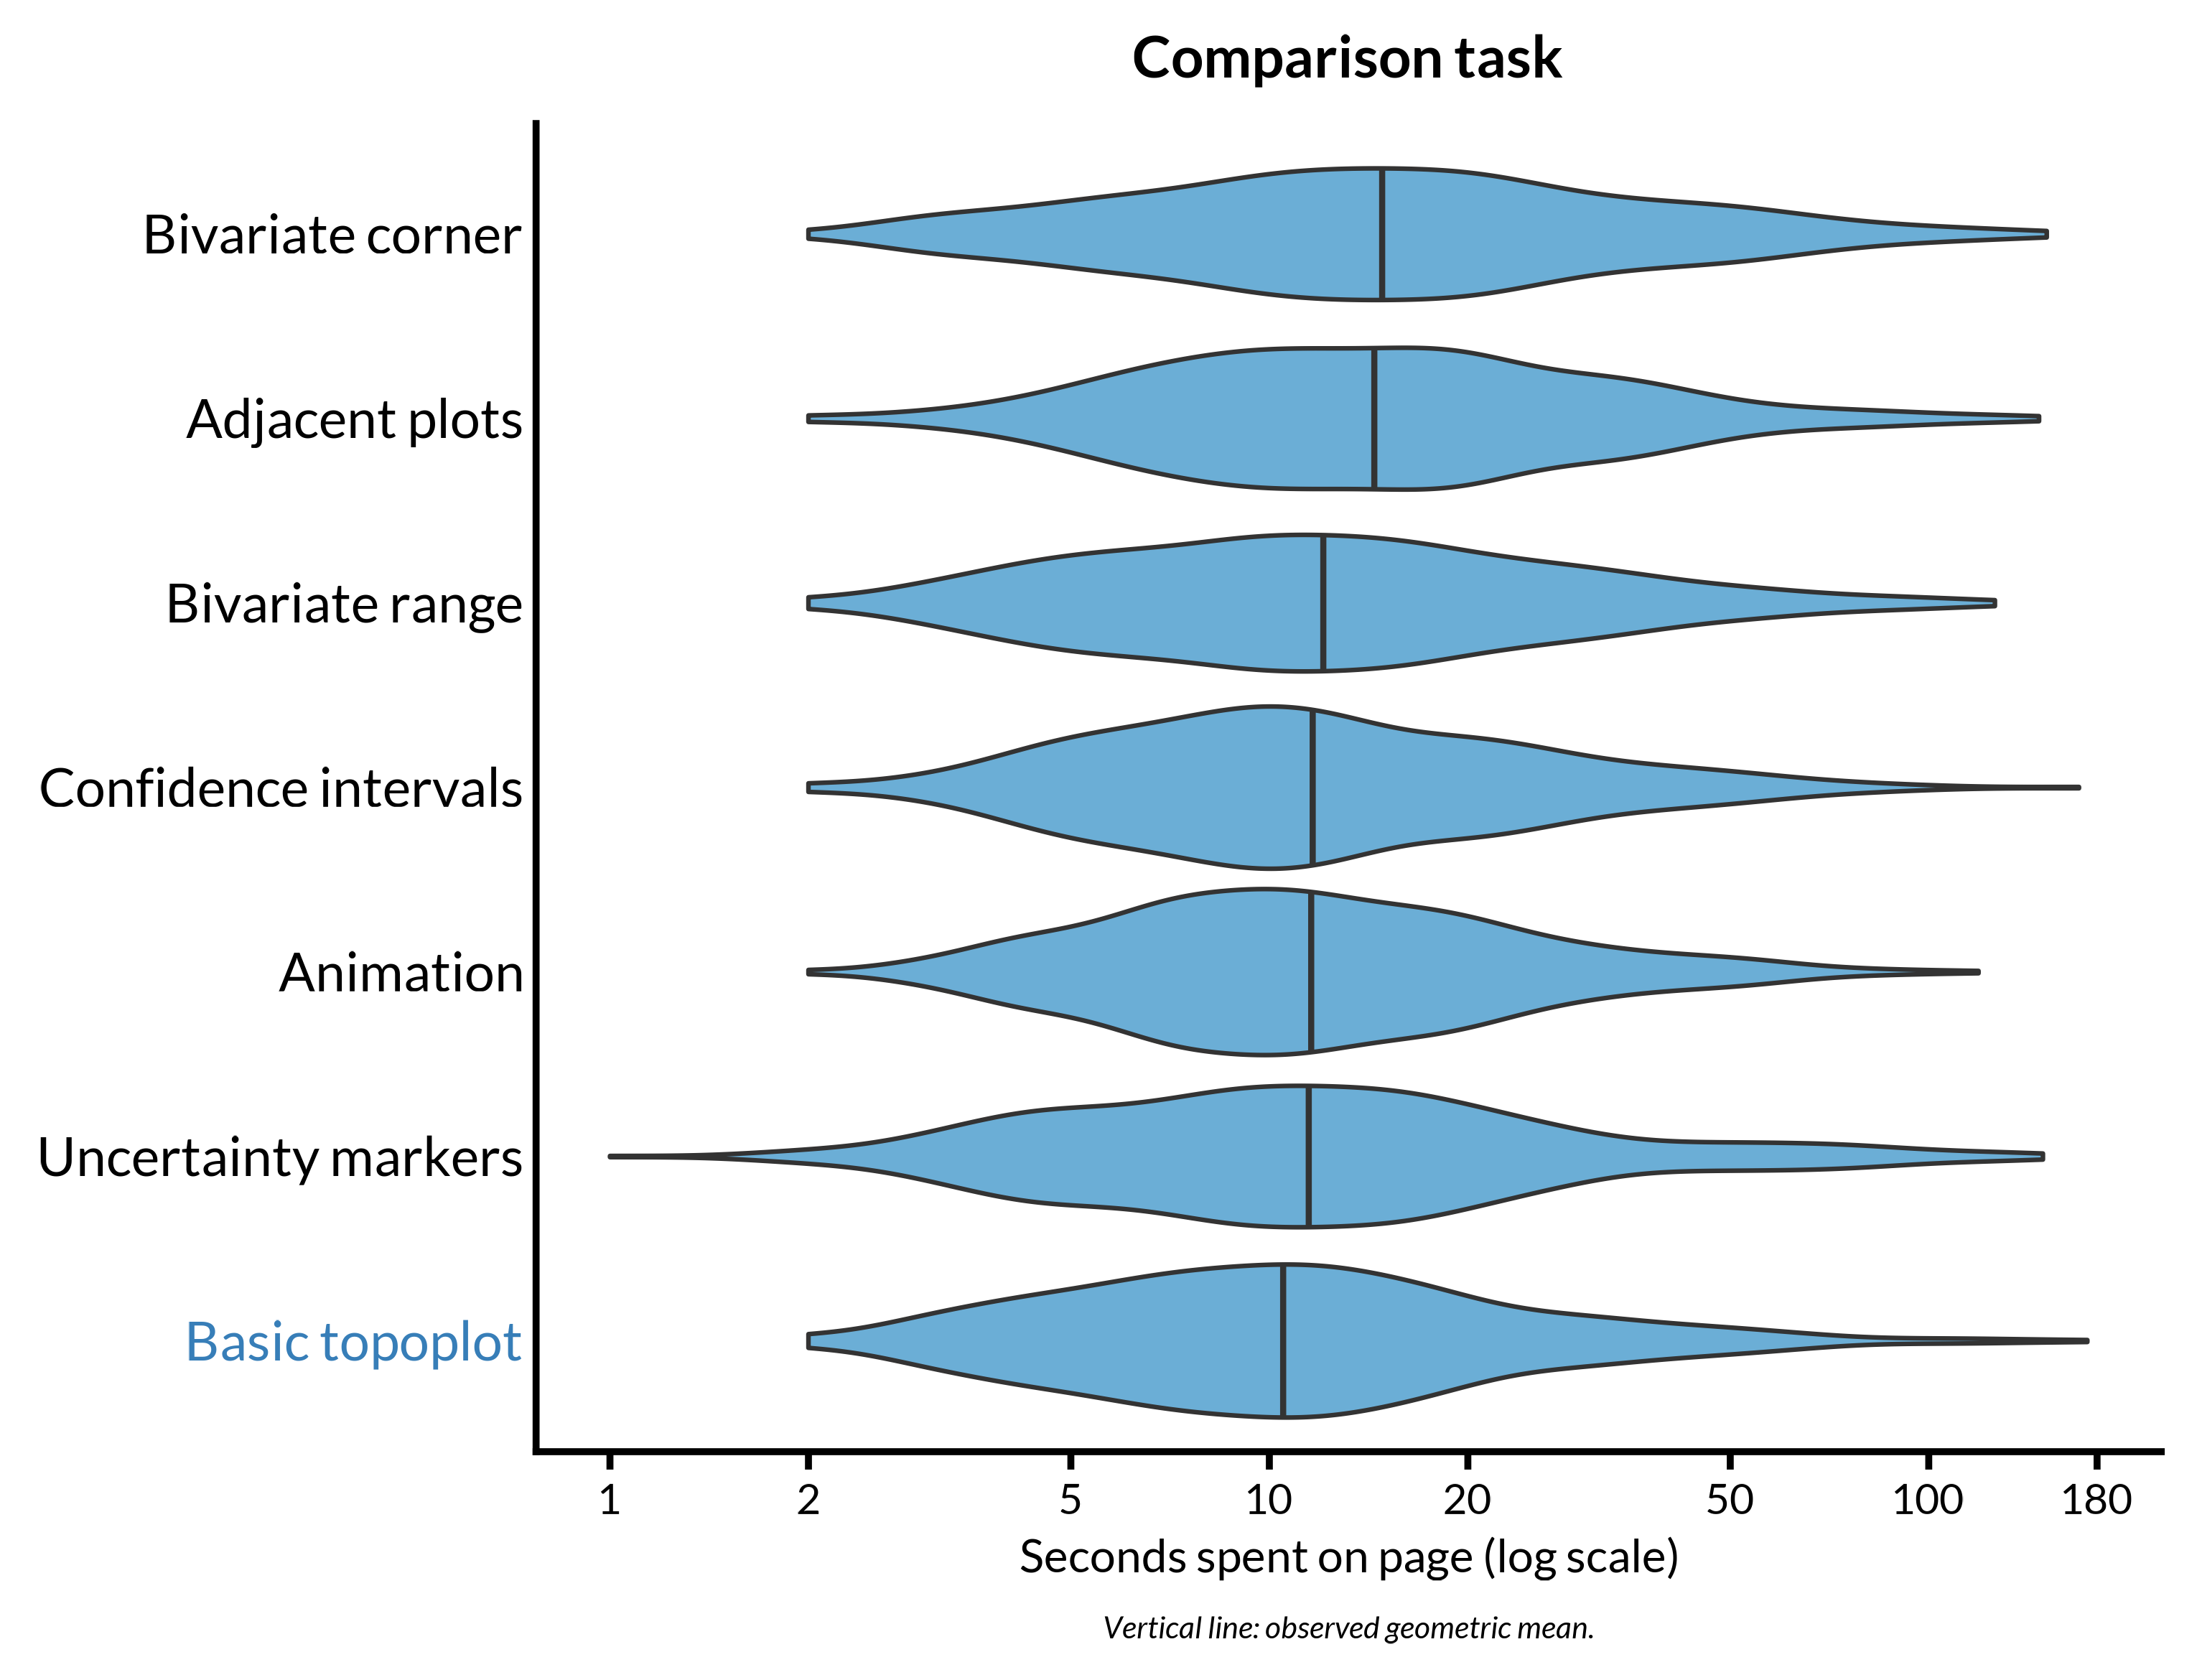 Comparison task
Bivariate corner
Adjacent plots
Bivariate range
Confidence intervals
Animation
Uncertainty markers
Basic topoplot
1 2 5 10 20 50 100 180
Seconds spent on page (log scale)
Vertical line: observed geometric mean.